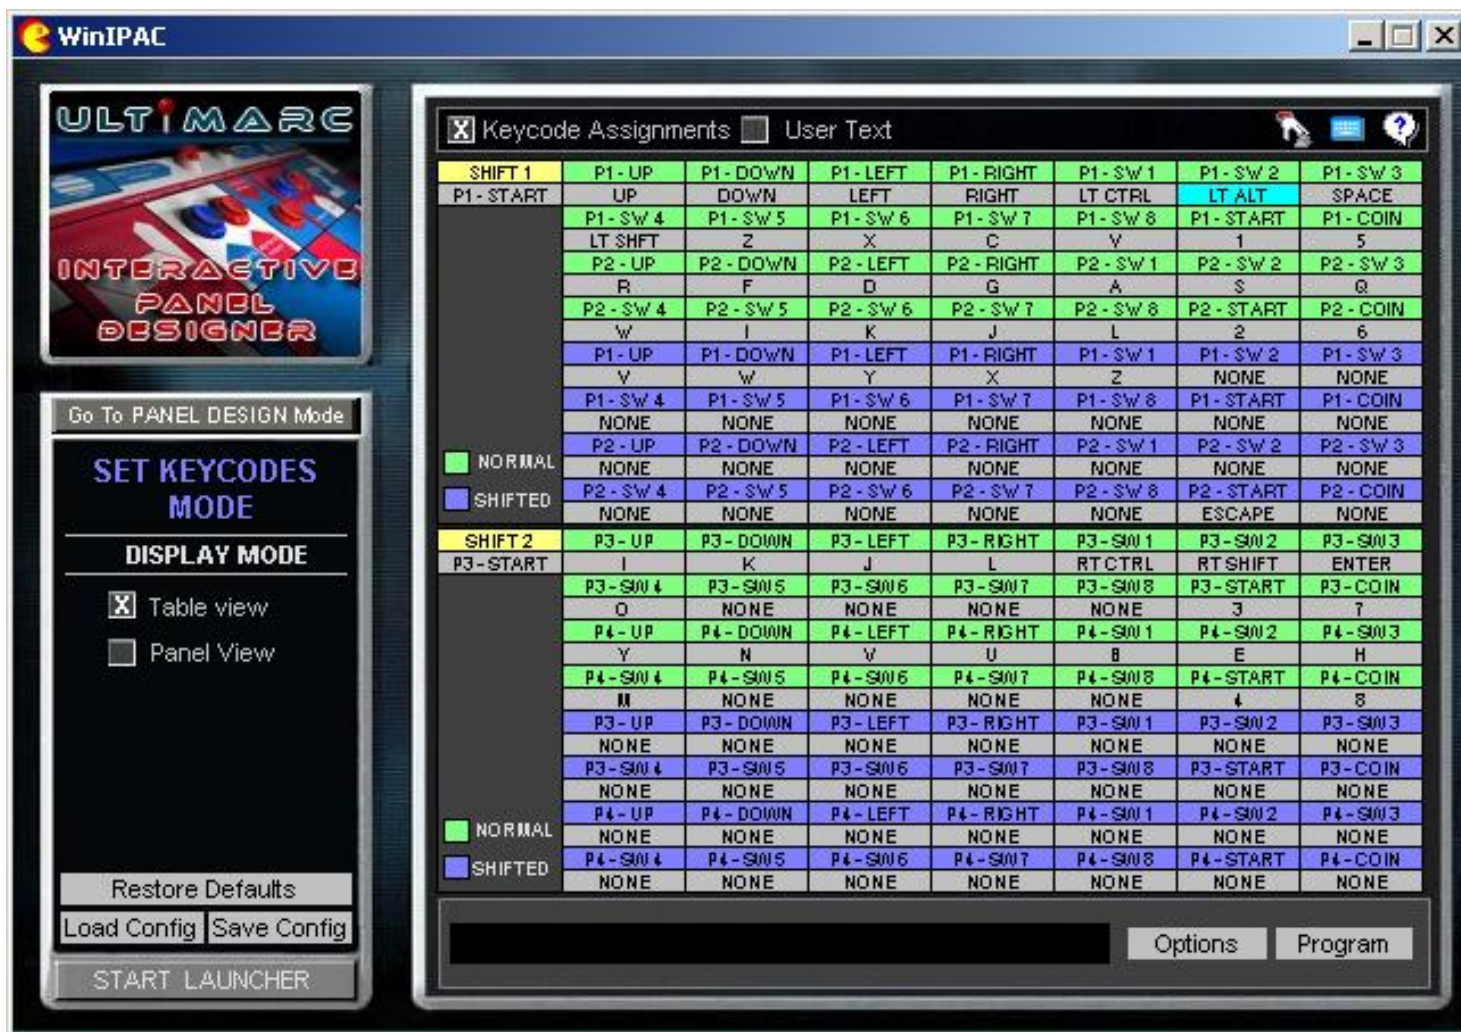 WinIPAC
ULTIMARC
INTERACTIVE
PANEL
DESIGNER
Go To PANEL DESIGN Mode
SET KEYCODES
MODE
DISPLAY MODE
X Table view
Panel View
Restore Defaults
Load Config Save Config
START LAUNCHER
X Keycode Assignments User Text
SHIFT 1 P1 - UP P1 - DOWN P1 - LEFT P1 - RIGHT P1 - SW 1 P1 - SW 2 P1 - SW 3
P1 - START UP DOWN LEFT RIGHT LT CTRL LT ALT SPACE
P1 - SW 4 P1 - SW 5 P1 - SW 6 P1 - SW 7 P1 - SW 8 P1 - START P1 - COIN
LT SHFT Z X C V 1 5
P2 - UP P2 - DOWN P2 - LEFT P2 - RIGHT P2 - SW 1 P2 - SW 2 P2 - SW 3
R F D G A S Q
P2 - SW 4 P2 - SW 5 P2 - SW 6 P2 - SW 7 P2 - SW 8 P2 - START P2 - COIN
W I K J L 2 6
P1 - UP P1 - DOWN P1 - LEFT P1 - RIGHT P1 - SW 1 P1 - SW 2 P1 - SW 3
V W Y X Z NONE NONE
P1 - SW 4 P1 - SW 5 P1 - SW 6 P1 - SW 7 P1 - SW 8 P1 - START P1 - COIN
NONE NONE NONE NONE NONE NONE NONE
P2 - UP P2 - DOWN P2 - LEFT P2 - RIGHT P2 - SW 1 P2 - SW 2 P2 - SW 3
NORMAL NONE NONE NONE NONE NONE NONE NONE
P2 - SW 4 P2 - SW 5 P2 - SW 6 P2 - SW 7 P2 - SW 8 P2 - START P2 - COIN
SHIFTED NONE NONE NONE NONE NONE ESCAPE NONE
SHIFT 2 P3 - UP P3 - DOWN P3 - LEFT P3 - RIGHT P3 - SW 1 P3 - SW 2 P3 - SW 3
P3 - START I K J L RT CTRL RT SHIFT ENTER
P3 - SW 4 P3 - SW 5 P3 - SW 6 P3 - SW 7 P3 - SW 8 P3 - START P3 - COIN
O NONE NONE NONE NONE 3 7
P4 - UP P4 - DOWN P4 - LEFT P4 - RIGHT P4 - SW 1 P4 - SW 2 P4 - SW 3
Y N V U B E H
P4 - SW 4 P4 - SW 5 P4 - SW 6 P4 - SW 7 P4 - SW 8 P4 - START P4 - COIN
M NONE NONE NONE NONE 4 8
P3 - UP P3 - DOWN P3 - LEFT P3 - RIGHT P3 - SW 1 P3 - SW 2 P3 - SW 3
NONE NONE NONE NONE NONE NONE NONE
P3 - SW 4 P3 - SW 5 P3 - SW 6 P3 - SW 7 P3 - SW 8 P3 - START P3 - COIN
NONE NONE NONE NONE NONE NONE NONE
P4 - UP P4 - DOWN P4 - LEFT P4 - RIGHT P4 - SW 1 P4 - SW 2 P4 - SW 3
NORMAL NONE NONE NONE NONE NONE NONE NONE
P4 - SW 4 P4 - SW 5 P4 - SW 6 P4 - SW 7 P4 - SW 8 P4 - START P4 - COIN
SHIFTED NONE NONE NONE NONE NONE NONE NONE
Options Program